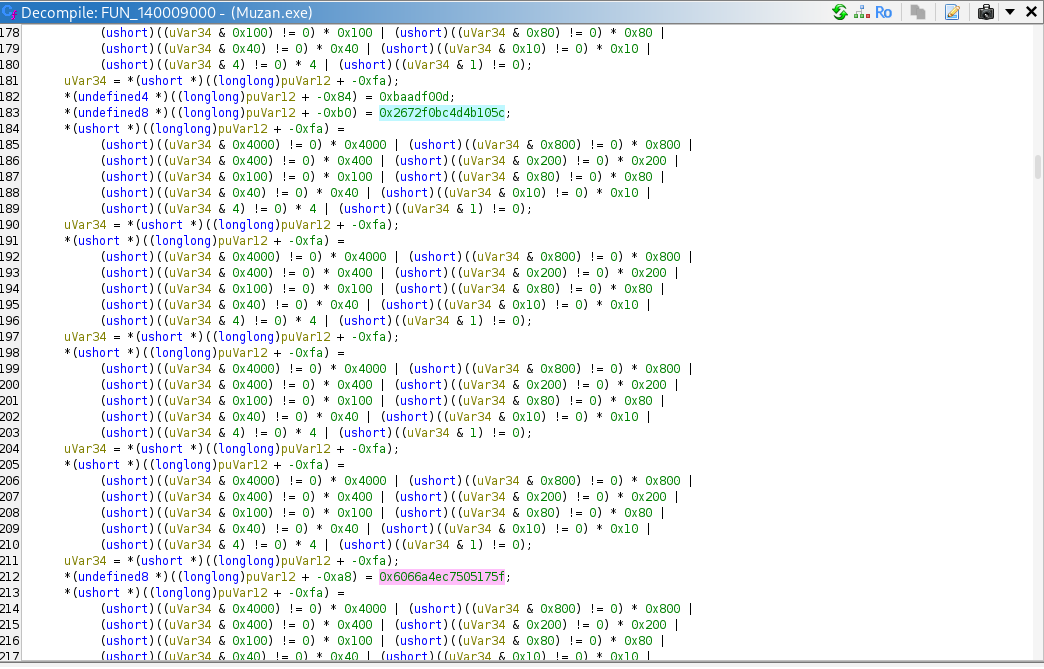 Decompile: FUN_140009000 - (Muzan.exe)
Ro
178 (ushort)((uVar34 & 0x100) != 0) * 0x100 | (ushort)((uVar34 & 0x80) != 0) * 0x80 |
179 (ushort)((uVar34 & 0x40) != 0) * 0x40 | (ushort)((uVar34 & 0x10) != 0) * 0x10 |
180 (ushort)((uVar34 & 4) != 0) * 4 | (ushort)((uVar34 & 1) != 0);
181 uVar34 = *(ushort *)((longlong)puVar12 + -0xfa);
182 *(undefined4 *)((longlong)puVar12 + -0x84) = 0xbaadf00d;
183 *(undefined8 *)((longlong)puVar12 + -0xb0) = 0x2672f0bc4d4b105c;
184 *(ushort *)((longlong)puVar12 + -0xfa) =
185 (ushort)((uVar34 & 0x4000) != 0) * 0x4000 | (ushort)((uVar34 & 0x800) != 0) * 0x800 |
186 (ushort)((uVar34 & 0x400) != 0) * 0x400 | (ushort)((uVar34 & 0x200) != 0) * 0x200 |
187 (ushort)((uVar34 & 0x100) != 0) * 0x100 | (ushort)((uVar34 & 0x80) != 0) * 0x80 |
188 (ushort)((uVar34 & 0x40) != 0) * 0x40 | (ushort)((uVar34 & 0x10) != 0) * 0x10 |
189 (ushort)((uVar34 & 4) != 0) * 4 | (ushort)((uVar34 & 1) != 0);
190 uVar34 = *(ushort *)((longlong)puVar12 + -0xfa);
191 *(ushort *)((longlong)puVar12 + -0xfa) =
192 (ushort)((uVar34 & 0x4000) != 0) * 0x4000 | (ushort)((uVar34 & 0x800) != 0) * 0x800 |
193 (ushort)((uVar34 & 0x400) != 0) * 0x400 | (ushort)((uVar34 & 0x200) != 0) * 0x200 |
194 (ushort)((uVar34 & 0x100) != 0) * 0x100 | (ushort)((uVar34 & 0x80) != 0) * 0x80 |
195 (ushort)((uVar34 & 0x40) != 0) * 0x40 | (ushort)((uVar34 & 0x10) != 0) * 0x10 |
196 (ushort)((uVar34 & 4) != 0) * 4 | (ushort)((uVar34 & 1) != 0);
197 uVar34 = *(ushort *)((longlong)puVar12 + -0xfa);
198 *(ushort *)((longlong)puVar12 + -0xfa) =
199 (ushort)((uVar34 & 0x4000) != 0) * 0x4000 | (ushort)((uVar34 & 0x800) != 0) * 0x800 |
200 (ushort)((uVar34 & 0x400) != 0) * 0x400 | (ushort)((uVar34 & 0x200) != 0) * 0x200 |
201 (ushort)((uVar34 & 0x100) != 0) * 0x100 | (ushort)((uVar34 & 0x80) != 0) * 0x80 |
202 (ushort)((uVar34 & 0x40) != 0) * 0x40 | (ushort)((uVar34 & 0x10) != 0) * 0x10 |
203 (ushort)((uVar34 & 4) != 0) * 4 | (ushort)((uVar34 & 1) != 0);
204 uVar34 = *(ushort *)((longlong)puVar12 + -0xfa);
205 *(ushort *)((longlong)puVar12 + -0xfa) =
206 (ushort)((uVar34 & 0x4000) != 0) * 0x4000 | (ushort)((uVar34 & 0x800) != 0) * 0x800 |
207 (ushort)((uVar34 & 0x400) != 0) * 0x400 | (ushort)((uVar34 & 0x200) != 0) * 0x200 |
208 (ushort)((uVar34 & 0x100) != 0) * 0x100 | (ushort)((uVar34 & 0x80) != 0) * 0x80 |
209 (ushort)((uVar34 & 0x40) != 0) * 0x40 | (ushort)((uVar34 & 0x10) != 0) * 0x10 |
210 (ushort)((uVar34 & 4) != 0) * 4 | (ushort)((uVar34 & 1) != 0);
211 uVar34 = *(ushort *)((longlong)puVar12 + -0xfa);
212 *(undefined8 *)((longlong)puVar12 + -0xa8) = 0x6066a4ec7505175f;
213 *(ushort *)((longlong)puVar12 + -0xfa) =
214 (ushort)((uVar34 & 0x4000) != 0) * 0x4000 | (ushort)((uVar34 & 0x800) != 0) * 0x800 |
215 (ushort)((uVar34 & 0x400) != 0) * 0x400 | (ushort)((uVar34 & 0x200) != 0) * 0x200 |
216 (ushort)((uVar34 & 0x100) != 0) * 0x100 | (ushort)((uVar34 & 0x80) != 0) * 0x80 |
217 (ushort)((uVar34 & 0x40) != 0) * 0x40 | (ushort)((uVar34 & 0x10) != 0) * 0x10 |